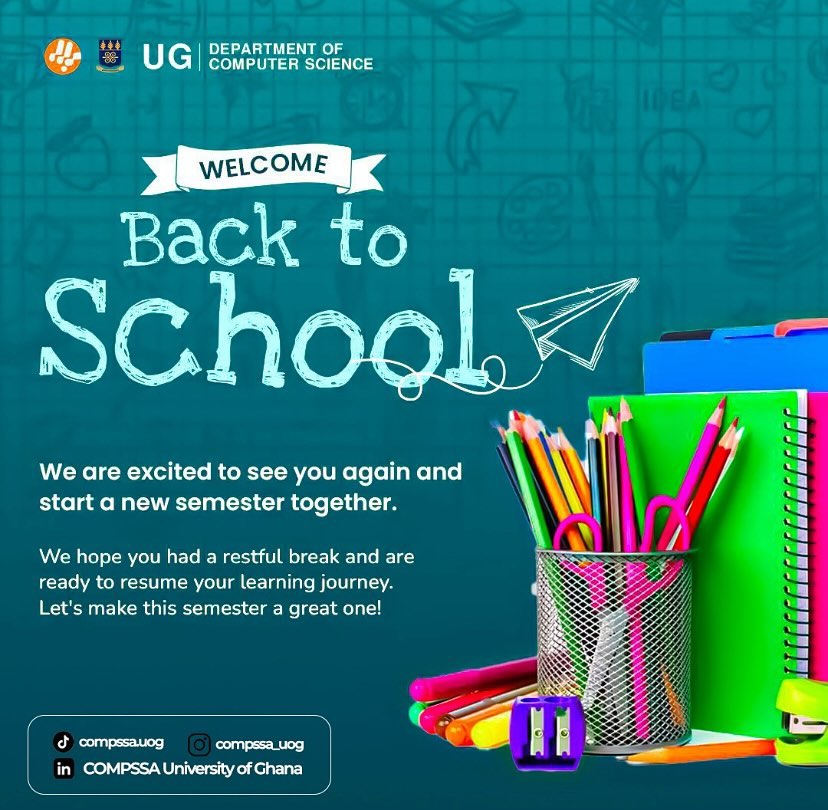 UG
DEPARTMENT OF
COMPUTER SCIENCE
IDEA
WELCOME
Back to
School
We are excited to see you again and
start a new semester together.
We hope you had a restful break and are
ready to resume your learning journey.
Let's make this semester a great one!
compssa.uog
compssa_uog
in
COMPSSA University of Ghana